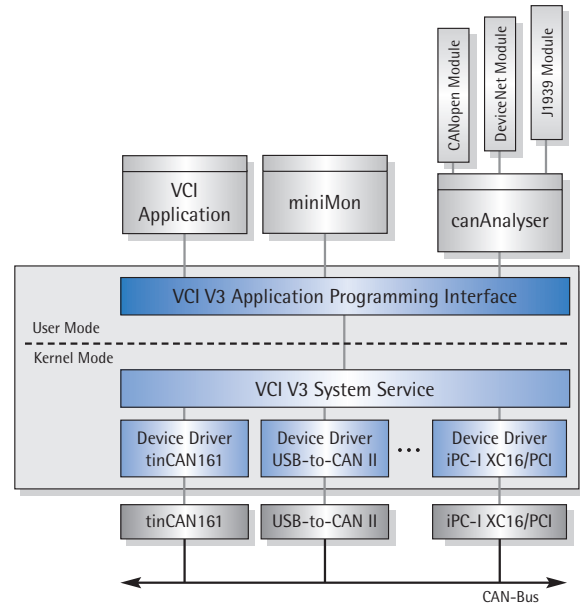 CANopen Module
DeviceNet Module
J1939 Module
VCI
Application
miniMon
canAnalyser
VCI V3 Application Programming Interface
User Mode
Kernel Mode
VCI V3 System Service
Device Driver
tinCAN161
Device Driver
USB-to-CAN II
...
Device Driver
iPC-I XC16/PCI
tinCAN161
USB-to-CAN II
iPC-I XC16/PCI
CAN-Bus